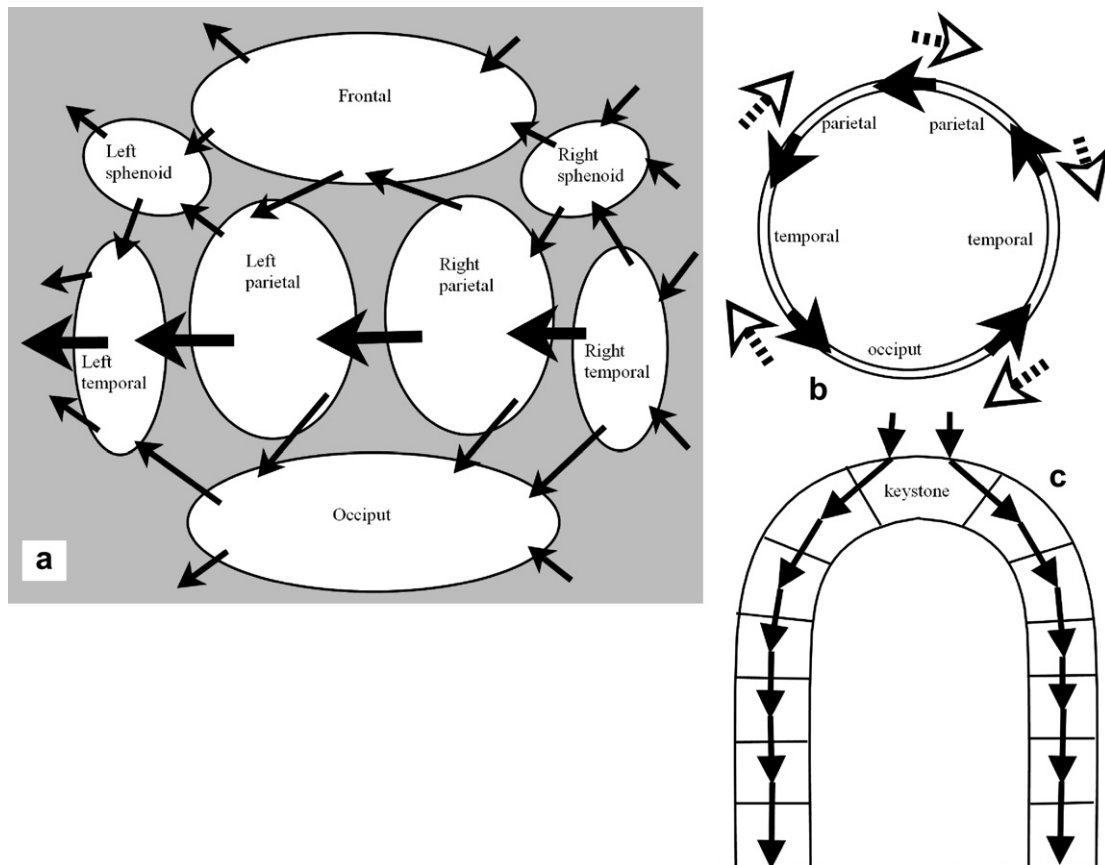 Frontal
Left
sphenoid
Right
sphenoid
Left
parietal
Right
parietal
Left
temporal
Right
temporal
Occiput
a
parietal
parietal
temporal
temporal
occiput
b
keystone
c